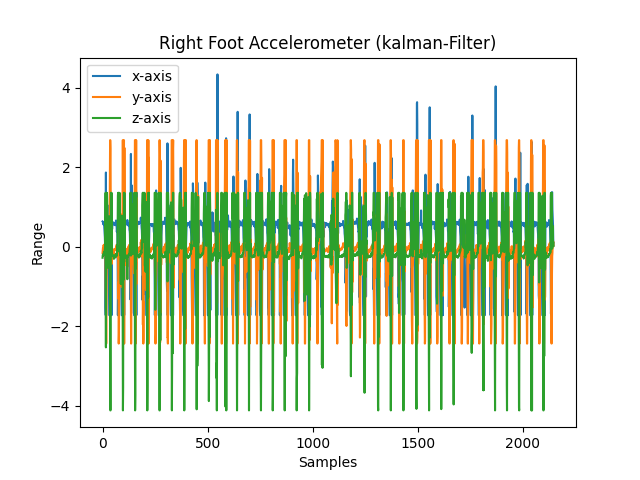 Right Foot Accelerometer (kalman-Filter)
x-axis
y-axis
z-axis
Range
4
2
0
−2
−4
0 500 1000 1500 2000
Samples